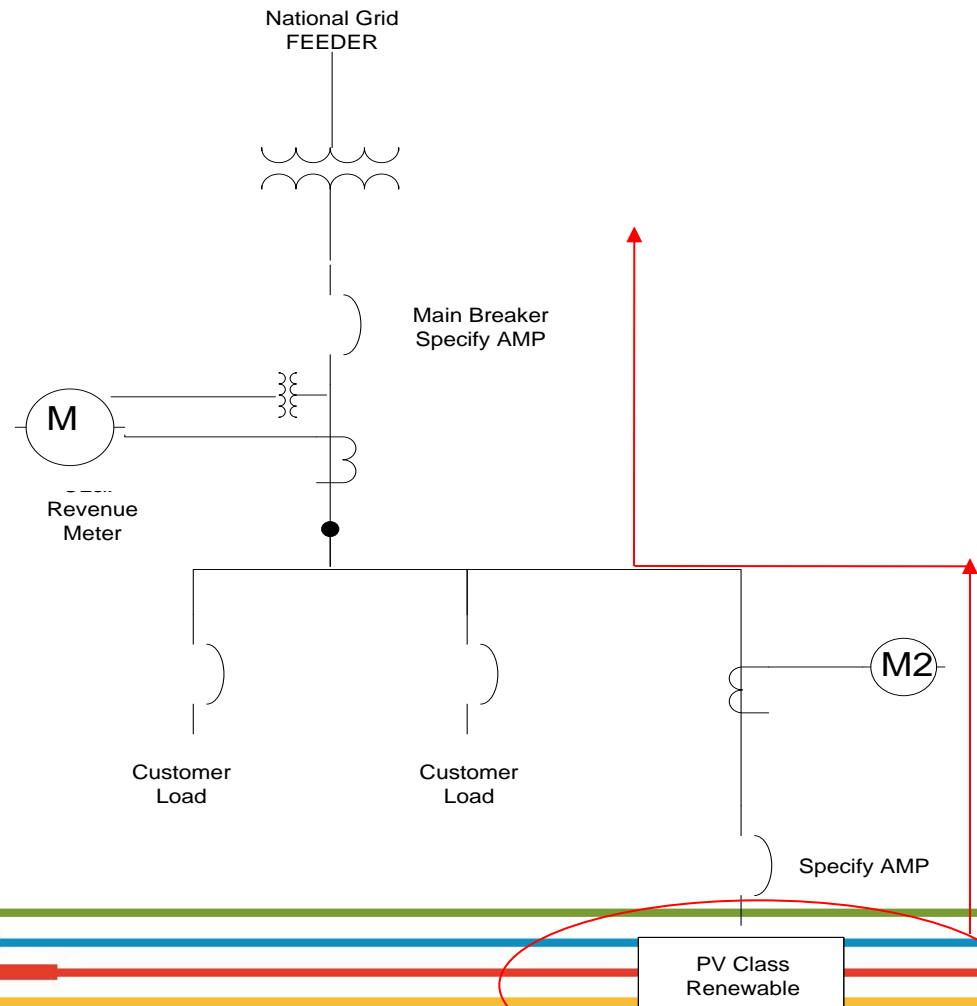 National Grid
FEEDER
Main Breaker
Specify AMP
M
Revenue
Meter
M2
Customer
Load
Customer
Load
Specify AMP
PV Class
Renewable